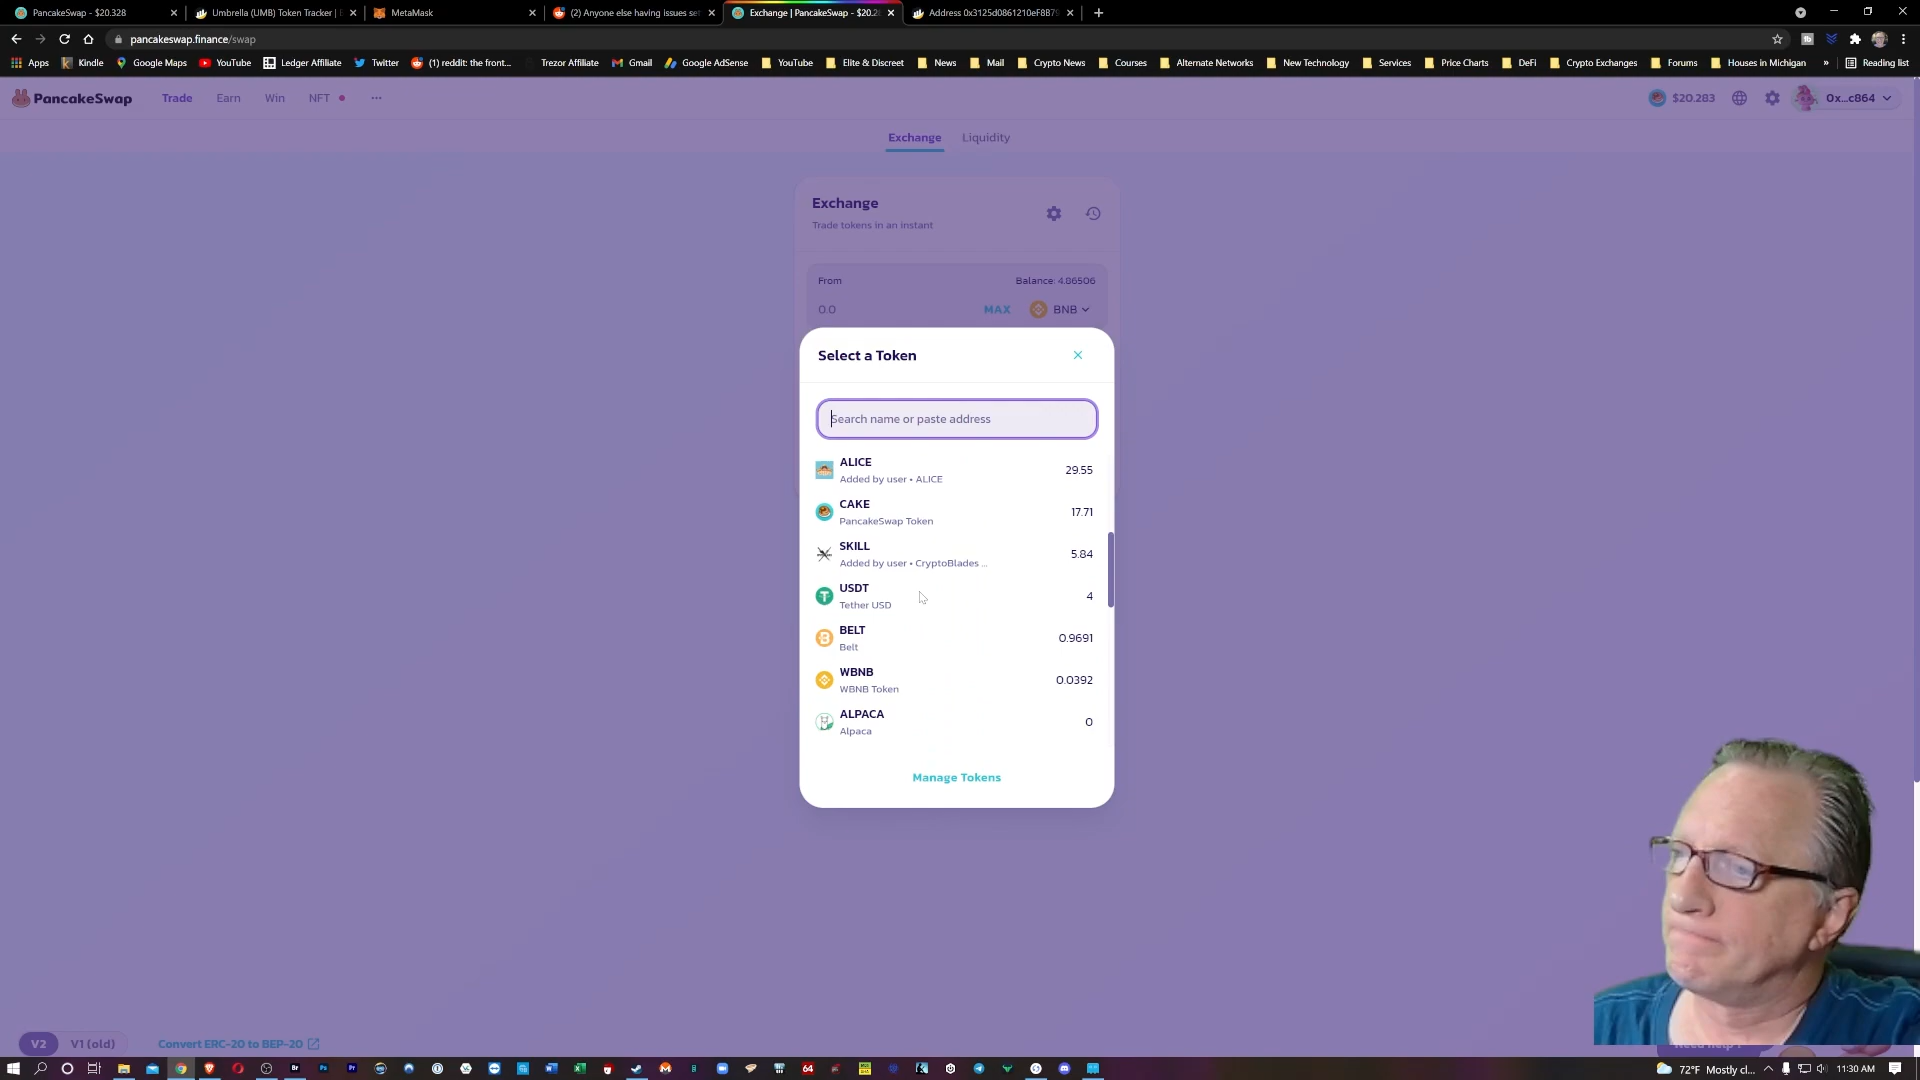 PancakeSwap - $20.328
Umbrella (UMB) Token Tracker |
MetaMask
(2) Anyone else having issues se
Exchange | PancakeSwap - $20.2
Address 0x3125d0861210eF8B79
pancakeswap.finance/swap
Apps
Kindle
Google Maps
YouTube
Ledger Affiliate
Twitter
(1) reddit: the front...
Trezor Affiliate
Gmail
Google AdSense
YouTube
Elite & Discreet
News
Mail
Crypto News
Courses
Alternate Networks
New Technology
Services
Price Charts
DeFi
Crypto Exchanges
Forums
Houses in Michigan
»
Reading list
PancakeSwap
Trade
Earn
Win
NFT
$20.283
0x...c864
Exchange
Liquidity
Exchange
Trade tokens in an instant
From
Balance: 4.86506
0.0
MAX
BNB
Select a Token
Search name or paste address
ALICE
Added by user • ALICE
29.55
CAKE
PancakeSwap Token
17.71
SKILL
Added by user • CryptoBlades ...
5.84
USDT
Tether USD
4
BELT
Belt
0.9691
WBNB
WBNB Token
0.0392
ALPACA
Alpaca
0
Manage Tokens
V2
V1 (old)
Convert ERC-20 to BEP-20
72°F Mostly cl...
11:30 AM